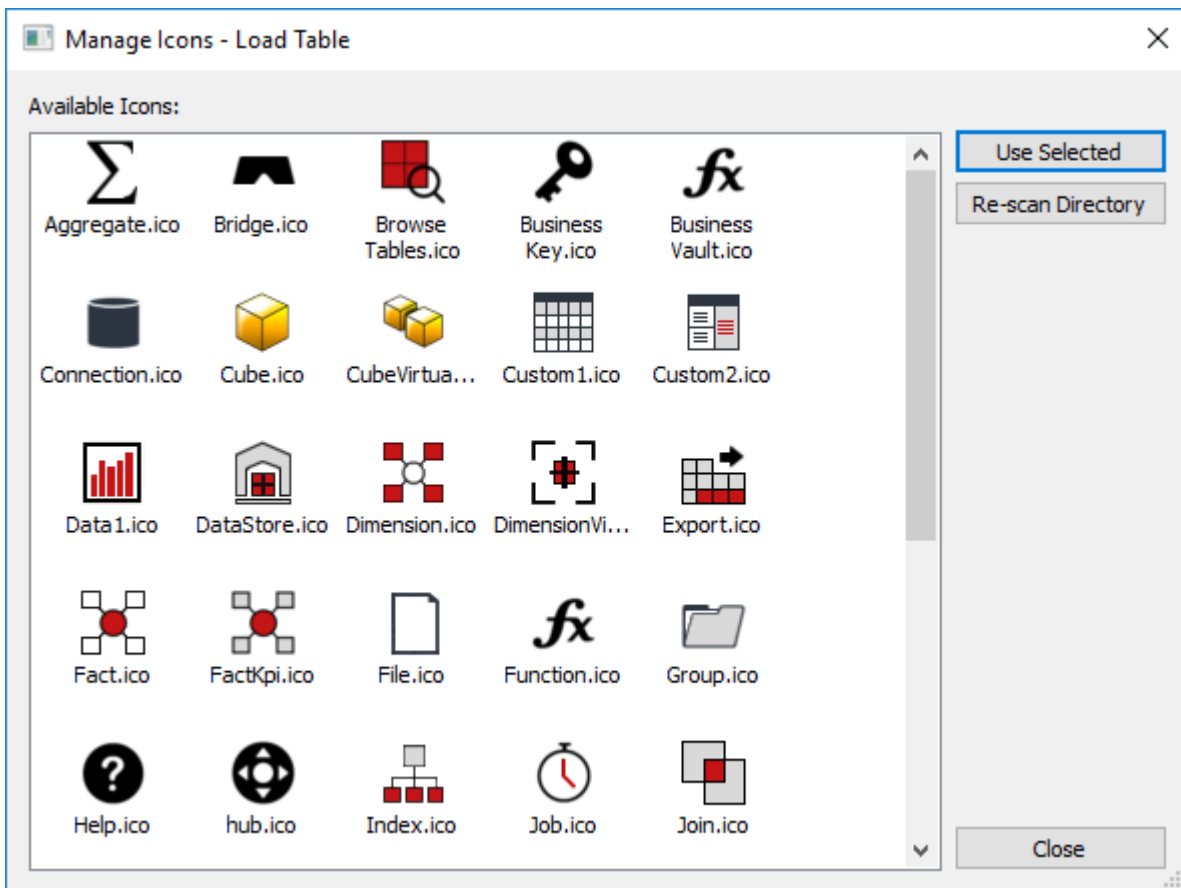 Manage Icons - Load Table
Available Icons:
Use Selected
Re-scan Directory
Aggregate.ico
Bridge.ico
Browse
Tables.ico
Business
Key.ico
Business
Vault.ico
Connection.ico
Cube.ico
CubeVirtua...
Custom1.ico
Custom2.ico
Data1.ico
DataStore.ico
Dimension.ico
DimensionVi...
Export.ico
Fact.ico
FactKpi.ico
File.ico
Function.ico
Group.ico
Help.ico
hub.ico
Index.ico
Job.ico
Join.ico
Close